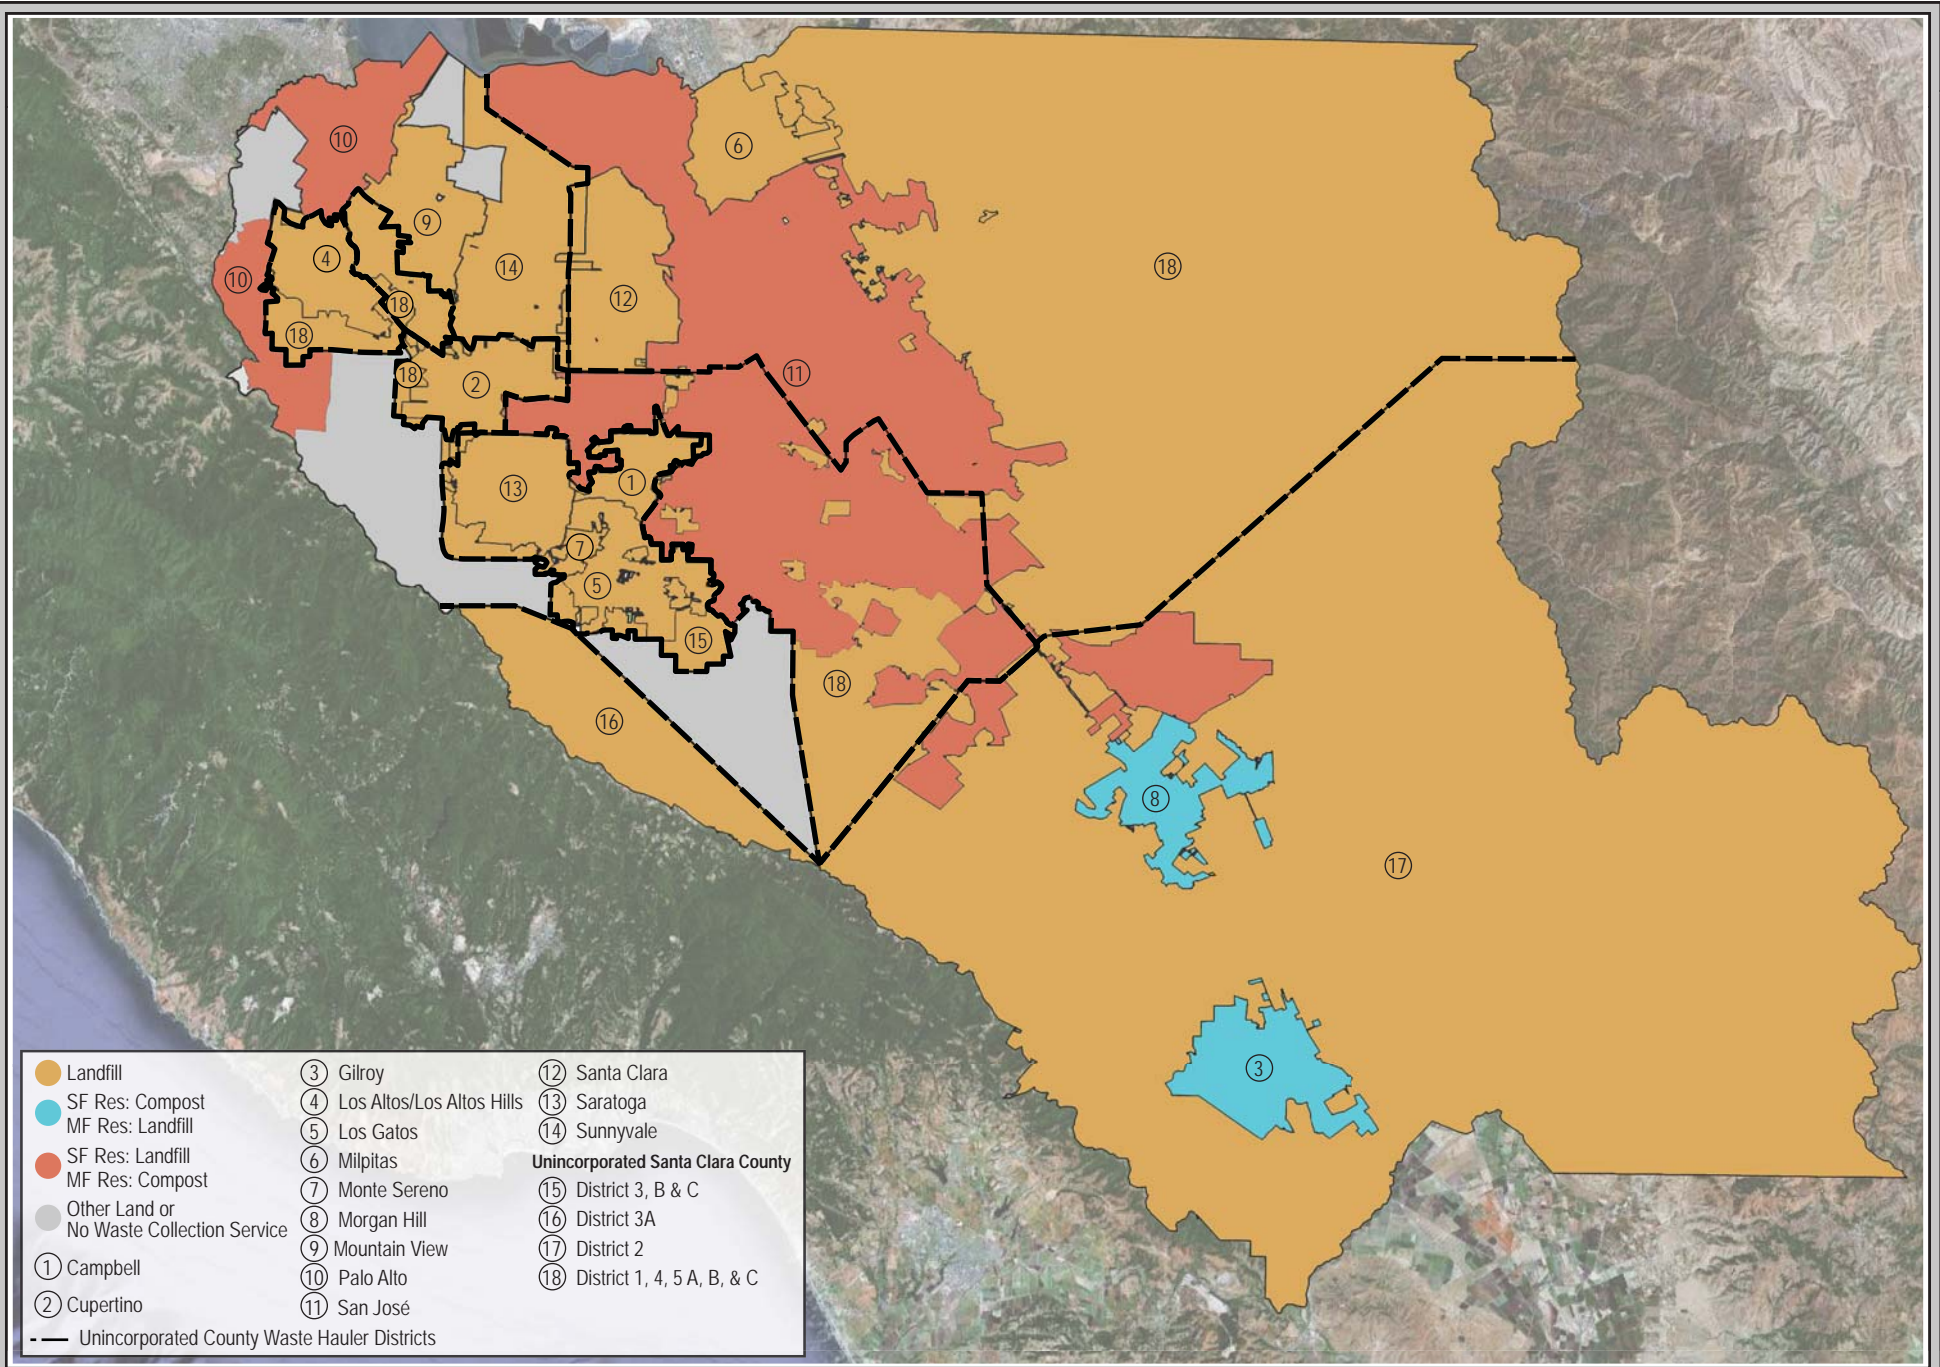 10
6
9
10
4
14
18
12
18
18
18
11
2
13
1
7
5
15
18
16
8
17
3
Landfill
SF Res: Compost
MF Res: Landfill
SF Res: Landfill
MF Res: Compost
Other Land or
No Waste Collection Service
1 Campbell
2 Cupertino
3 Gilroy
4 Los Altos/Los Altos Hills
5 Los Gatos
6 Milpitas
7 Monte Sereno
8 Morgan Hill
9 Mountain View
10 Palo Alto
11 San José
12 Santa Clara
13 Saratoga
14 Sunnyvale
Unincorporated Santa Clara County
15 District 3, B & C
16 District 3A
17 District 2
18 District 1, 4, 5 A, B, & C
Unincorporated County Waste Hauler Districts